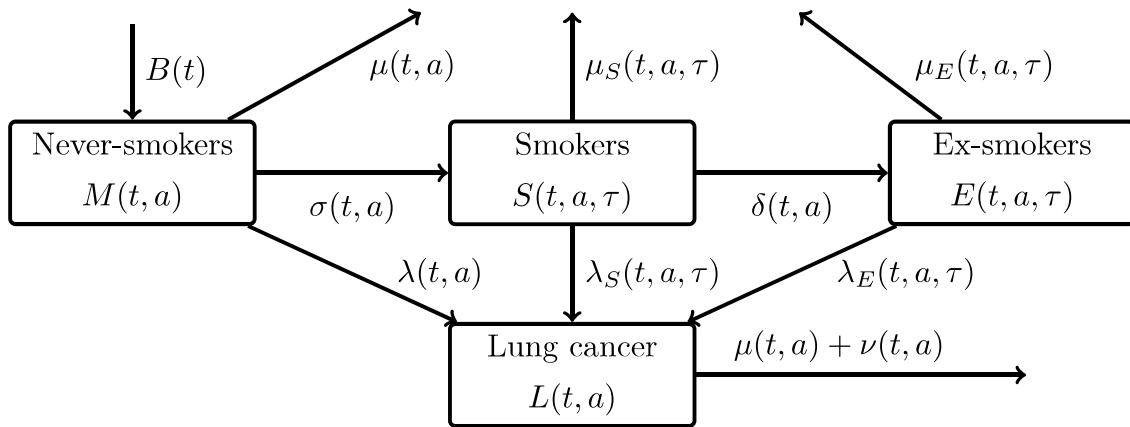 B(t)
μ(t, a)
μ_S(t, a, τ)
μ_E(t, a, τ)
Never-smokers
M(t, a)
σ(t, a)
Smokers
S(t, a, τ)
δ(t, a)
Ex-smokers
E(t, a, τ)
λ(t, a)
λ_S(t, a, τ)
λ_E(t, a, τ)
Lung cancer
L(t, a)
μ(t, a) + ν(t, a)